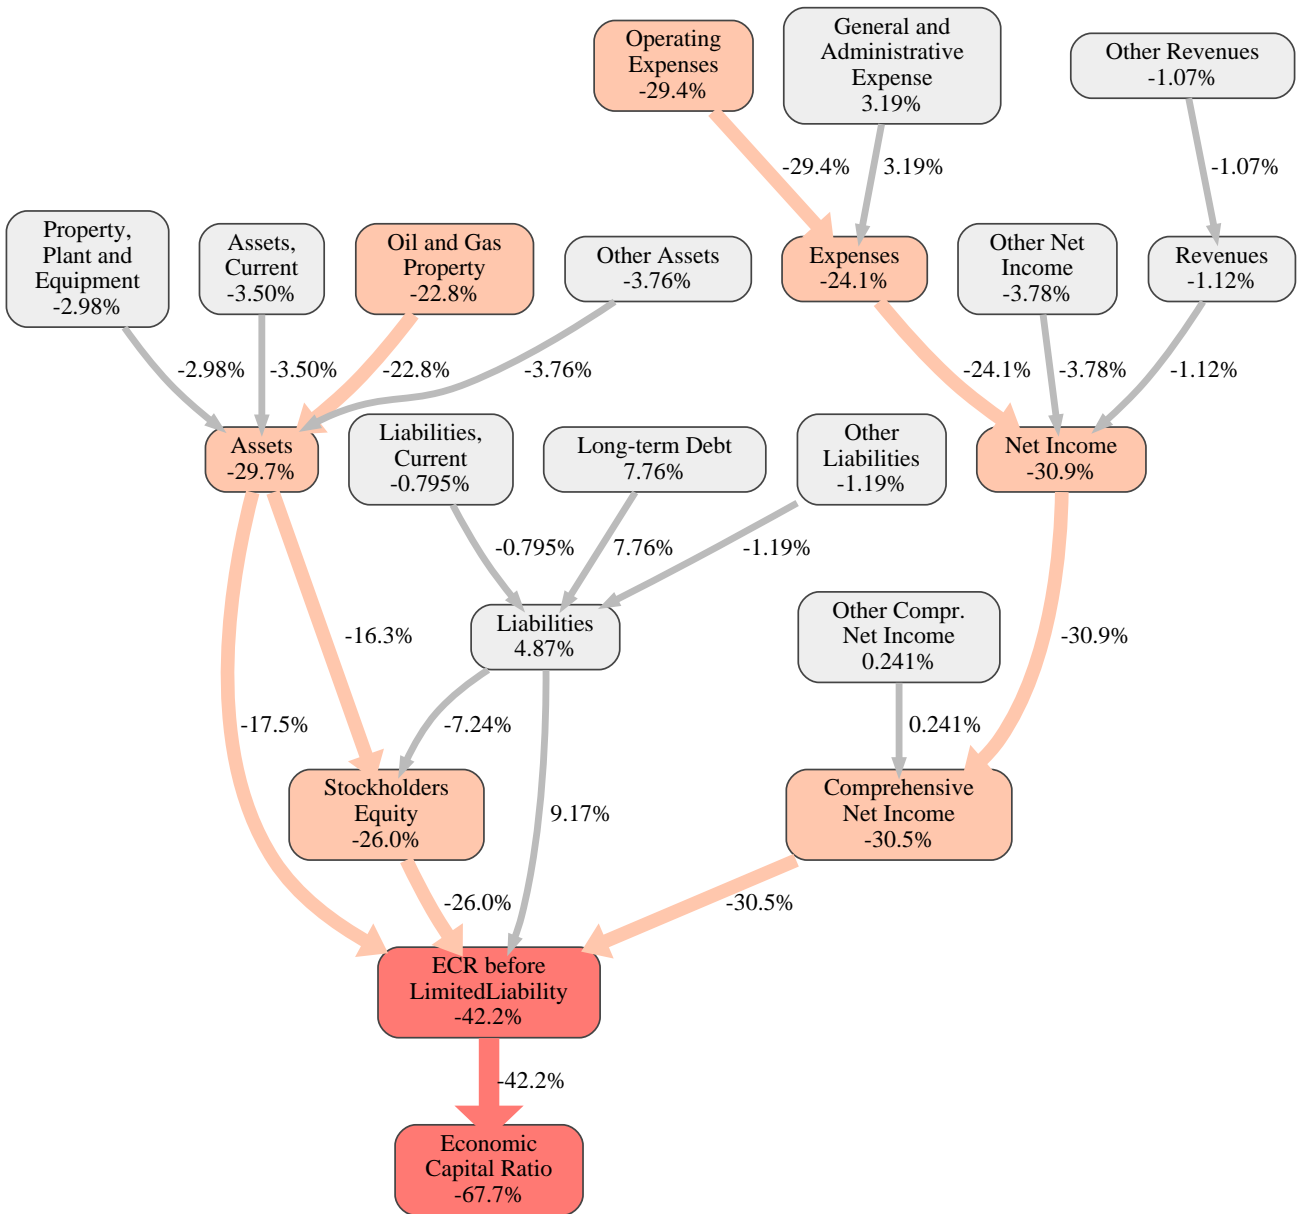 Operating
Expenses
-29.4%
General and
Administrative
Expense
3.19%
Other Revenues
-1.07%
-29.4%
3.19%
-1.07%
Property,
Plant and
Equipment
-2.98%
Assets,
Current
-3.50%
Oil and Gas
Property
-22.8%
Other Assets
-3.76%
Expenses
-24.1%
Other Net
Income
-3.78%
Revenues
-1.12%
-2.98%
-3.50%
-22.8%
-3.76%
-24.1%
-3.78%
-1.12%
Assets
-29.7%
Liabilities,
Current
-0.795%
Long-term Debt
7.76%
Other
Liabilities
-1.19%
Net Income
-30.9%
-0.795%
7.76%
-1.19%
Liabilities
4.87%
Other Compr.
Net Income
0.241%
-16.3%
-30.9%
-17.5%
-7.24%
0.241%
Stockholders
Equity
-26.0%
9.17%
Comprehensive
Net Income
-30.5%
-26.0%
-30.5%
ECR before
LimitedLiability
-42.2%
-42.2%
Economic
Capital Ratio
-67.7%